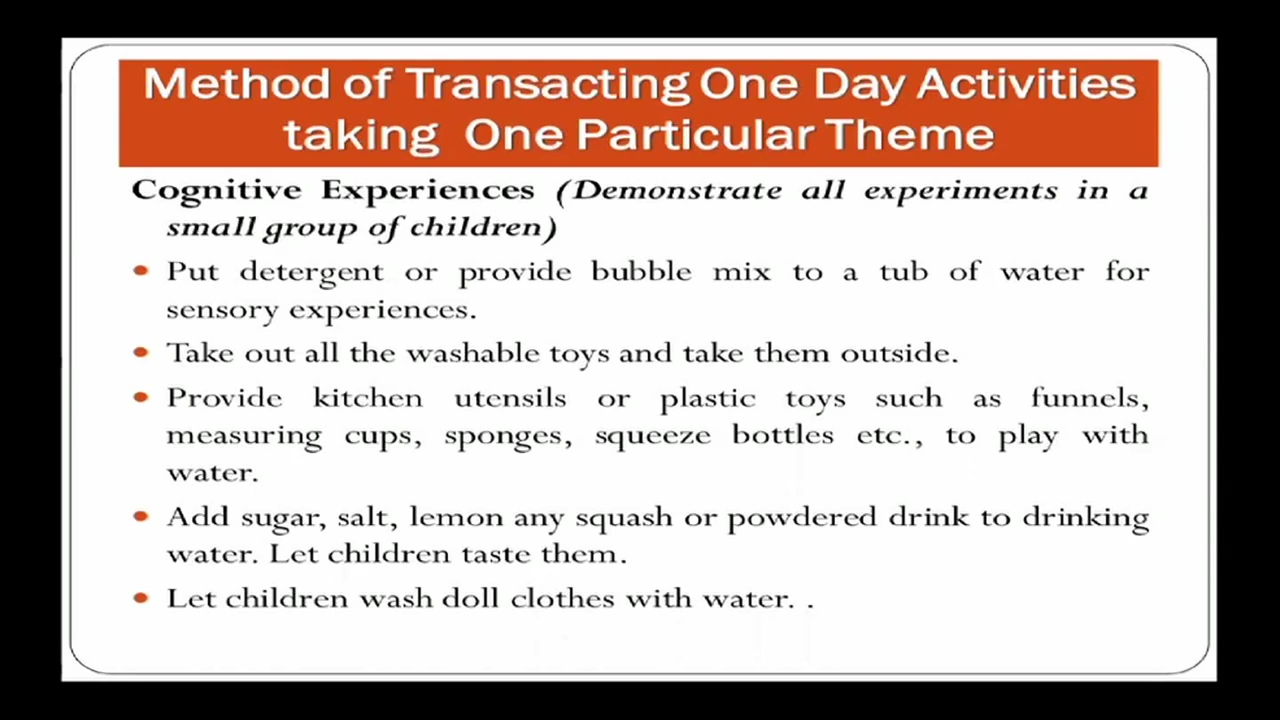 Method of Transacting One Day Activities
taking One Particular Theme
Cognitive Experiences (Demonstrate all experiments in a
small group of children)
• Put detergent or provide bubble mix to a tub of water for
sensory experiences.
• Take out all the washable toys and take them outside.
• Provide kitchen utensils or plastic toys such as funnels,
measuring cups, sponges, squeeze bottles etc., to play with
water.
• Add sugar, salt, lemon any squash or powdered drink to drinking
water. Let children taste them.
• Let children wash doll clothes with water. .